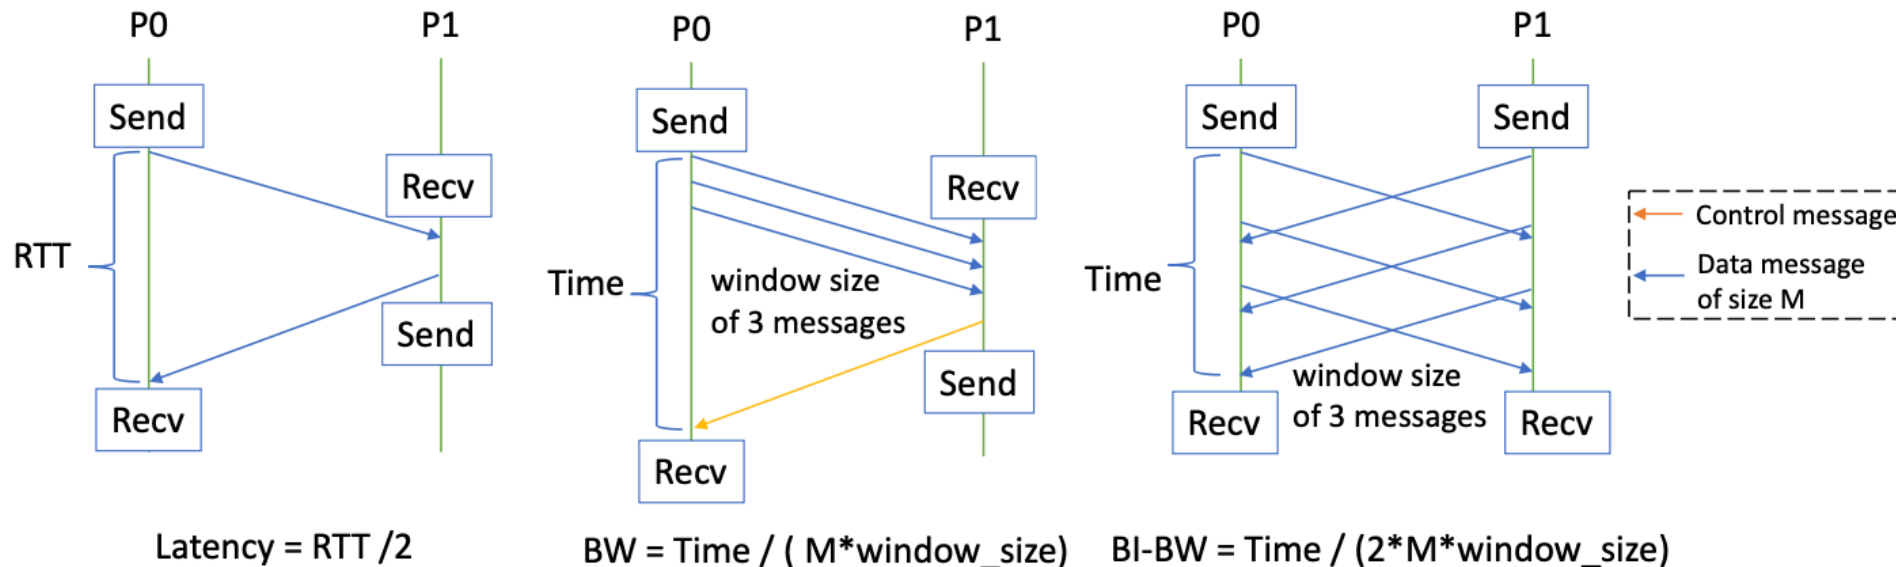 P0
P1
Send
Recv
RTT
Send
Recv
Latency = RTT /2
P0
P1
Send
Recv
Time
window size
of 3 messages
Send
Recv
BW = Time / ( M*window_size)
P0
P1
Send
Send
Time
window size
of 3 messages
Recv
Recv
BI-BW = Time / (2*M*window_size)
Control message
Data message
of size M